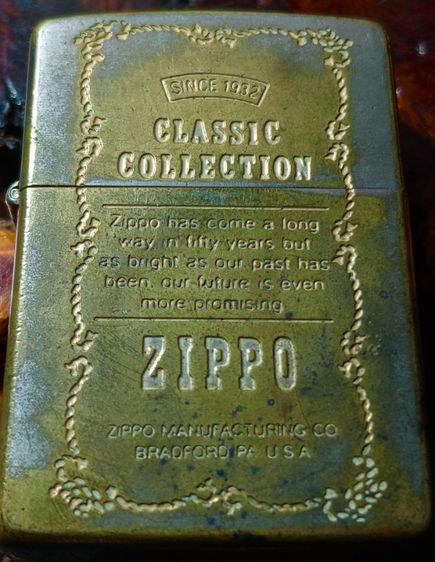 SINCE 1932
CLASSIC
COLLECTION
Zippo has come a long
way in fifty years but
as bright as our past has
been, our future is even
more promising
ZIPPO
ZIPPO MANUFACTURING CO
BRADFORD PA. U.S.A